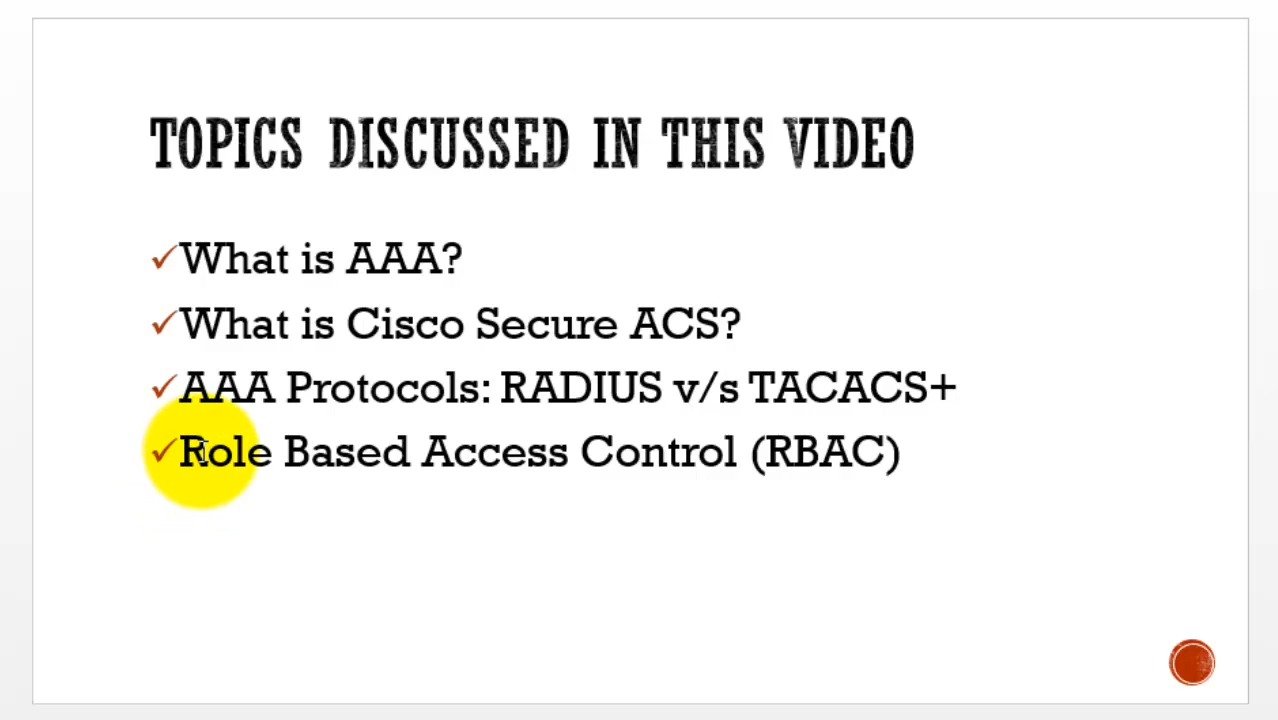 TOPICS DISCUSSED IN THIS VIDEO
What is AAA?
What is Cisco Secure ACS?
AAA Protocols: RADIUS v/s TACACS+
Role Based Access Control (RBAC)